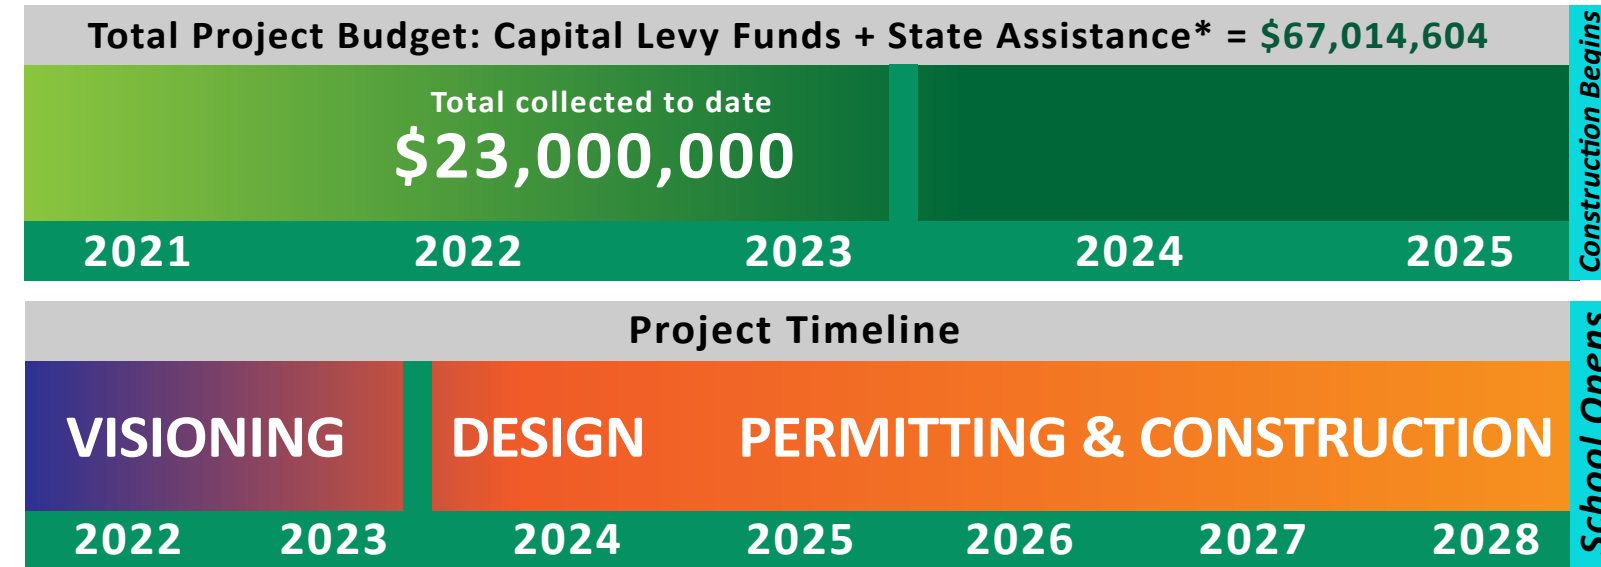 Total Project Budget: Capital Levy Funds + State Assistance* = $67,014,604
Total collected to date
$23,000,000
2021 2022 2023 2024 2025
Construction Begins
Project Timeline
VISIONING DESIGN PERMITTING & CONSTRUCTION
2022 2023 2024 2025 2026 2027 2028
School Opens